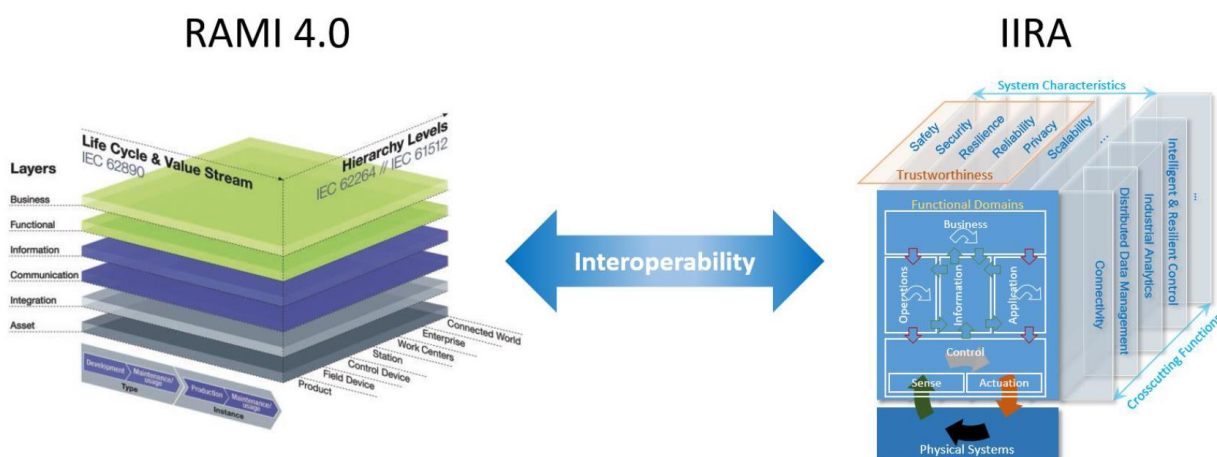 RAMI 4.0
Life Cycle & Value Stream
IEC 62890
Hierarchy Levels
IEC 62264 // IEC 61512
Layers
Business
Functional
Information
Communication
Integration
Asset
Connected World
Enterprise
Work Centers
Station
Control Device
Field Device
Product
Development
Maintenance/
usage
Production
Maintenance/
usage
Type
Instance
Interoperability
IIRA
System Characteristics
Safety
Security
Resilience
Reliability
Privacy
Scalability
...
Trustworthiness
Functional Domains
Business
Operations
Information
Application
Control
Sense
Actuation
Physical Systems
Connectivity
Distributed Data Management
Industrial Analytics
Intelligent & Resilient Control
...
Crosscutting Functions